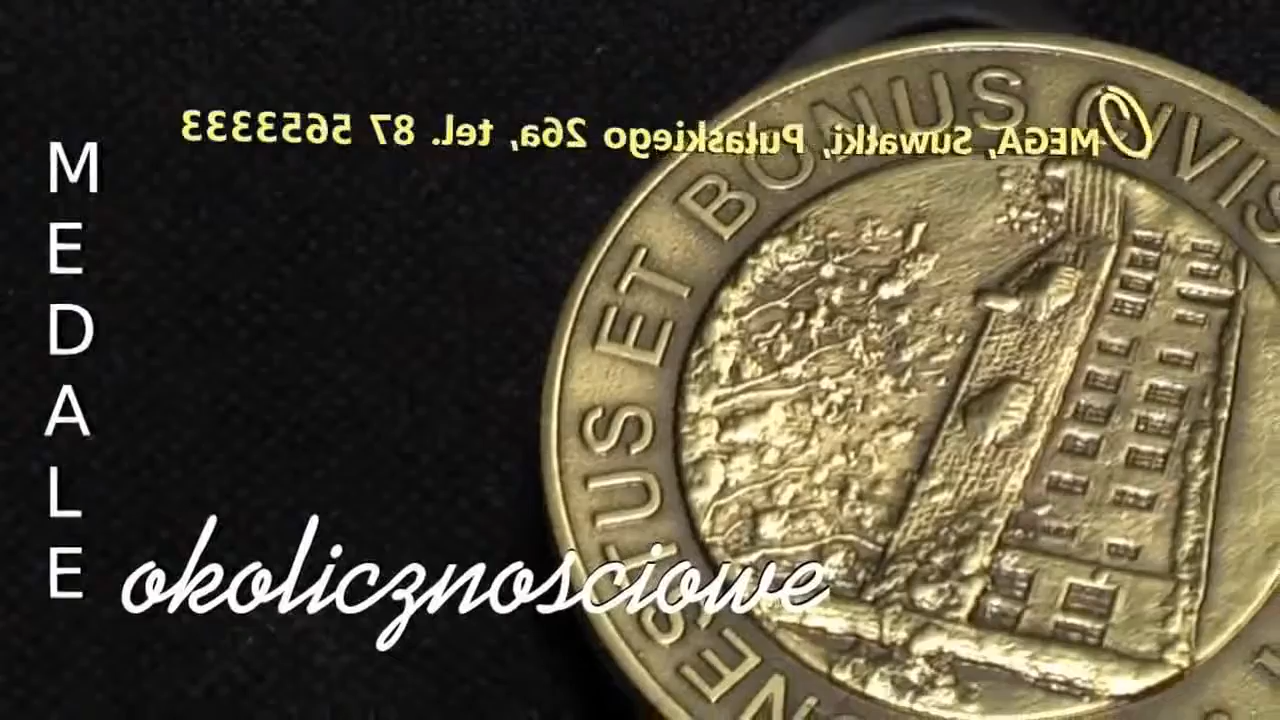 MEGA, Suwałki, Pułaskiego 26a, tel. 87 5653333
MEDALE
okolicznosciowe
ET BONUS CIVIS